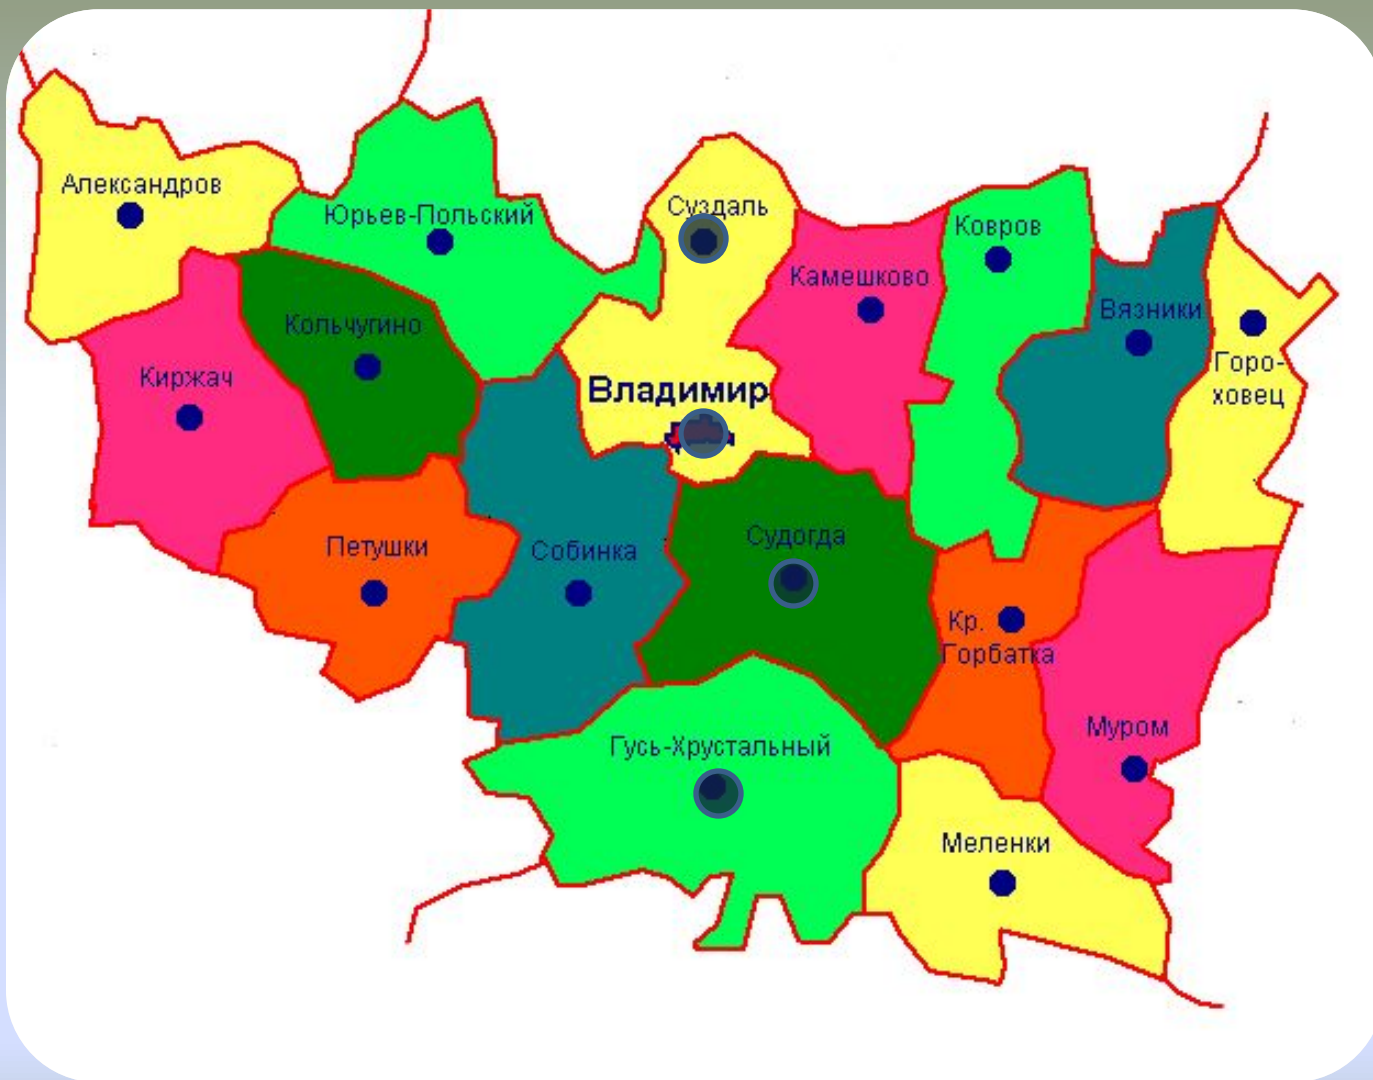 Александров
Юрьев-Польский
Суздаль
Ковров
Камешково
Вязники
Кольчугино
Горо-
ховец
Киржач
Владимир
Петушки
Собинка
Судогда
Кр.
Горбатка
Муром
Гусь-Хрустальный
Меленки